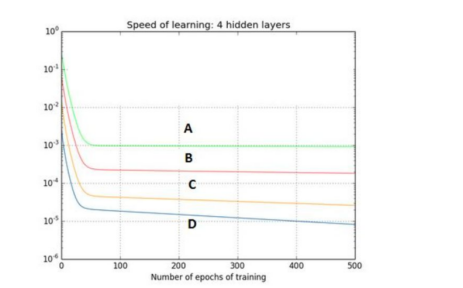 Speed of learning: 4 hidden layers
10⁰
10⁻¹
10⁻²
A
10⁻³
B
10⁻⁴
C
10⁻⁵
D
10⁻⁶
0 100 200 300 400 500
Number of epochs of training